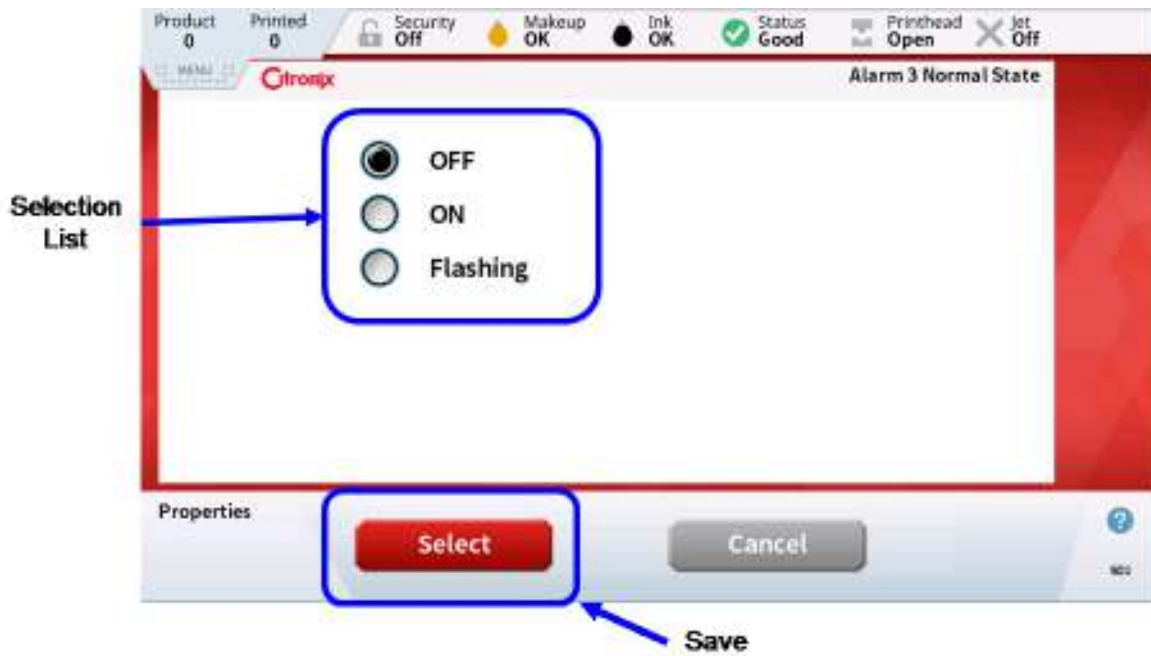 Product Printed Security Makeup Ink Status Printhead Jet
0 0 Off OK OK Good Open Off
MENU Citronix Alarm 3 Normal State
OFF
Selection
List
ON
Flashing
Properties
Select Cancel
Save